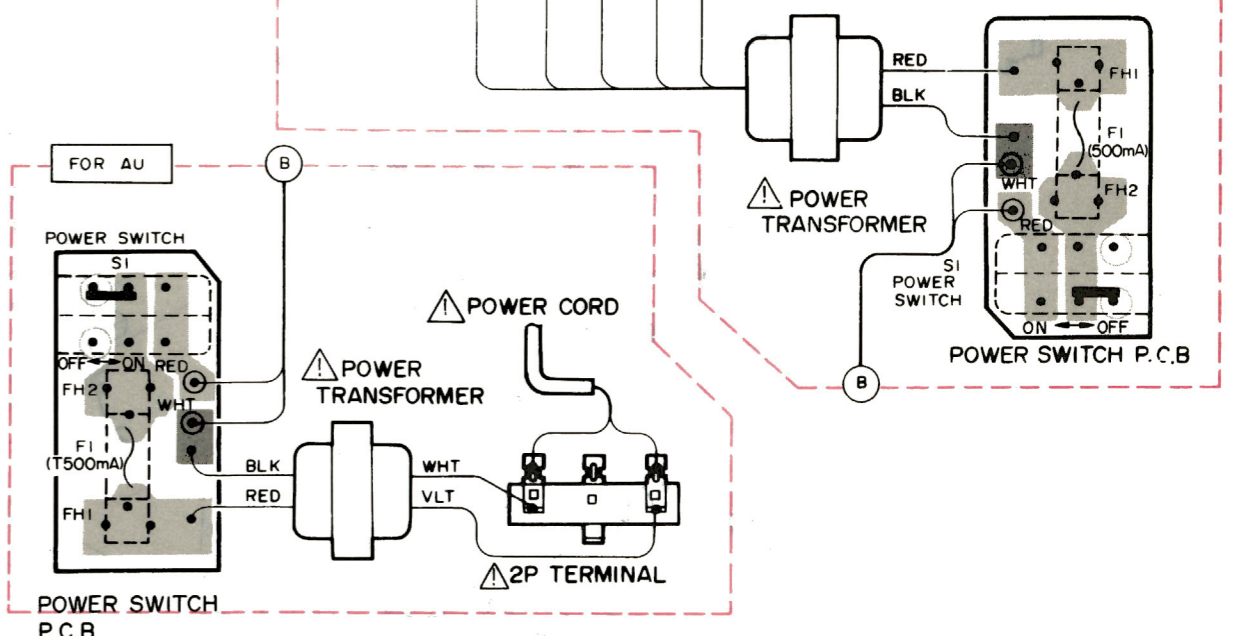 FOR AU
B
POWER SWITCH
S1
OFF ON RED
FH2
WHT
F1
(T500mA)
FH1
BLK
RED
POWER SWITCH
P.C.B
POWER
TRANSFORMER
WHT
VLT
POWER CORD
2P TERMINAL
RED
BLK
POWER
TRANSFORMER
FH1
F1
(500mA)
WHT
FH2
RED
S1
POWER
SWITCH
ON OFF
POWER SWITCH P.C.B
B